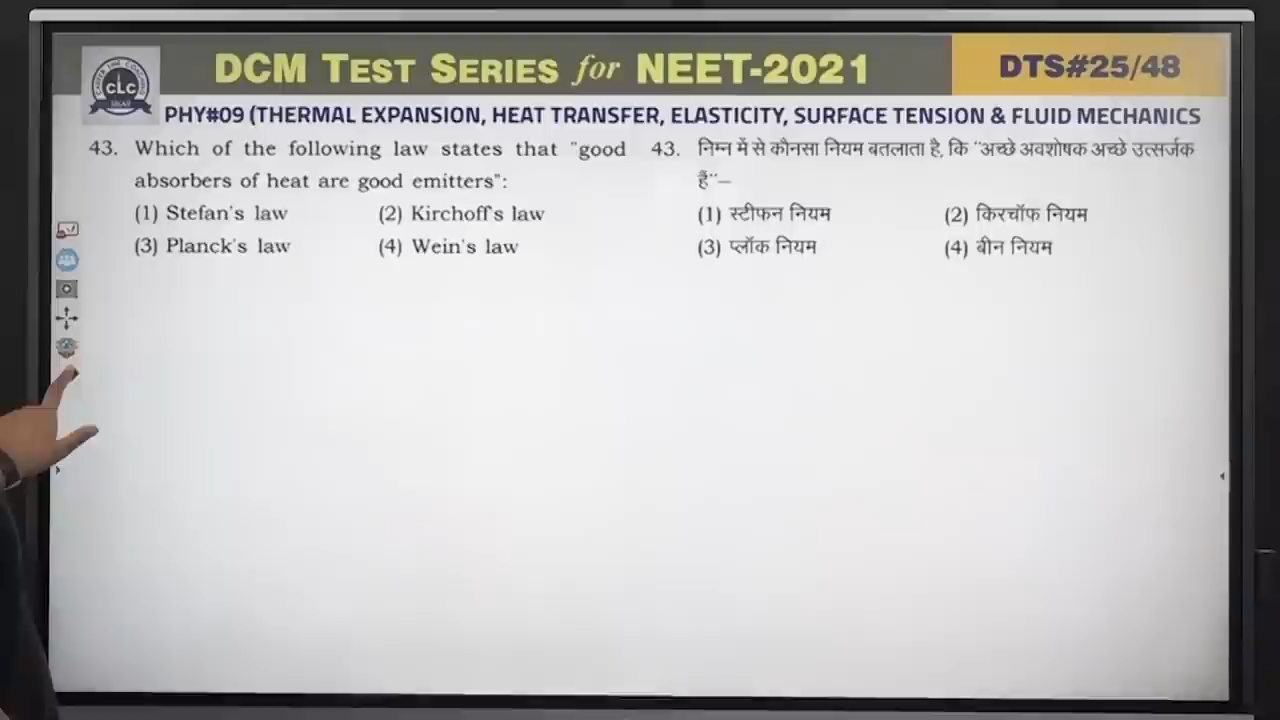 DCM TEST SERIES for NEET-2021
DTS#25/48
CLC
PHY#09 (THERMAL EXPANSION, HEAT TRANSFER, ELASTICITY, SURFACE TENSION & FLUID MECHANICS
43. Which of the following law states that "good
absorbers of heat are good emitters":
(1) Stefan's law (2) Kirchoff's law
(3) Planck's law (4) Wein's law
43. निम्न में से कौनसा नियम बतलाता है, कि "अच्छे अवशोषक अच्छे उत्सर्जक
हैं"–
(1) स्टीफन नियम (2) किरचॉफ नियम
(3) प्लॉक नियम (4) बीन नियम